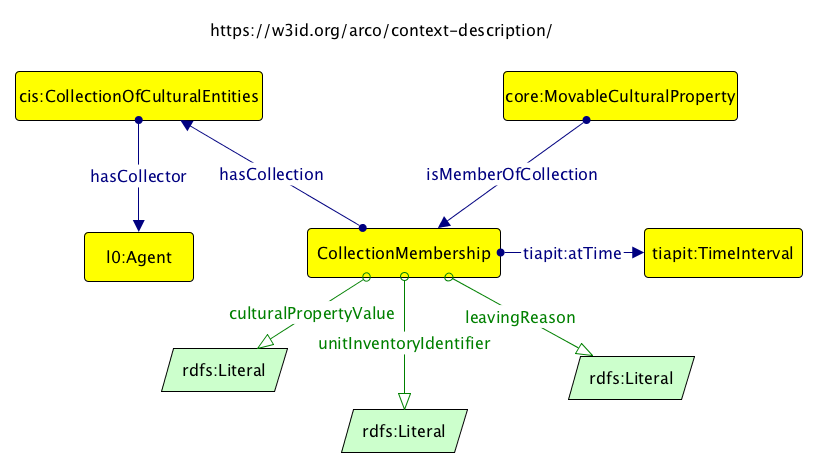 https://w3id.org/arco/context-description/
cis:CollectionOfCulturalEntities
core:MovableCulturalProperty
hasCollector
hasCollection
isMemberOfCollection
l0:Agent
CollectionMembership
tiapit:atTime
tiapit:TimeInterval
culturalPropertyValue
leavingReason
unitInventoryIdentifier
rdfs:Literal
rdfs:Literal
rdfs:Literal